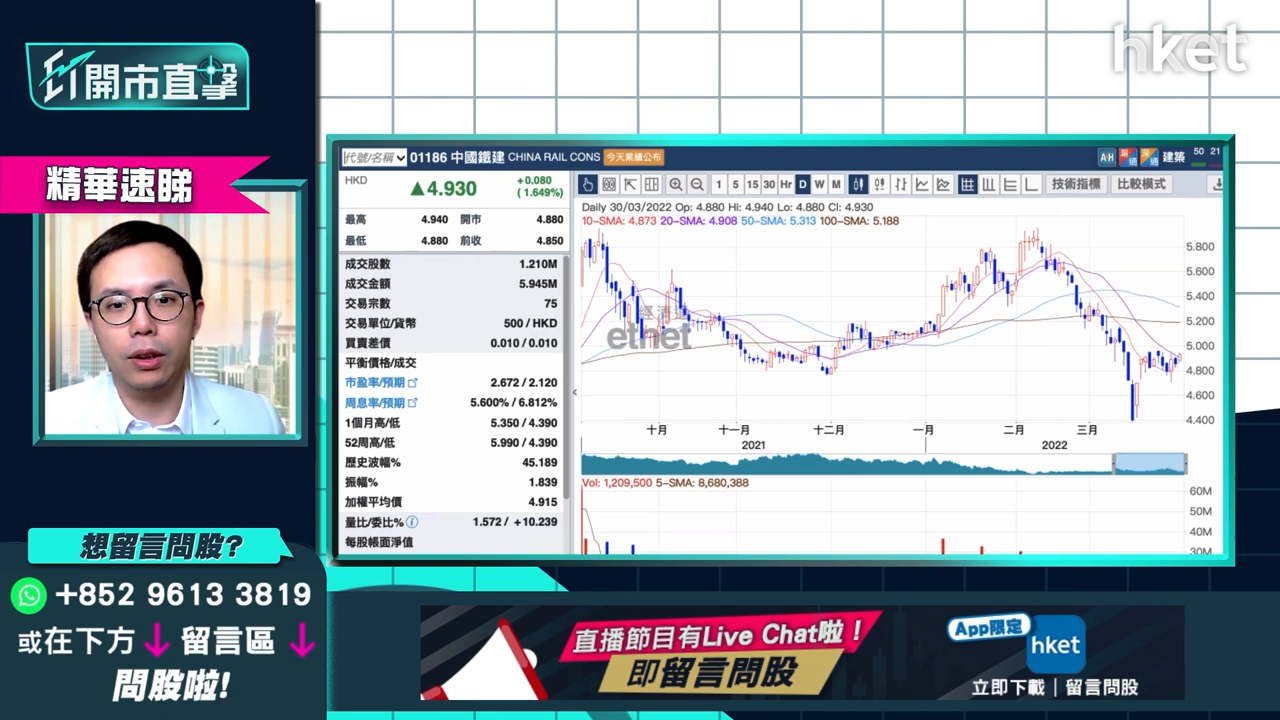 hket
開市直擊
精華速睇
代號/名稱 01186 中國鐵建 CHINA RAIL CONS 今天業績公布
AH
建築 50 21
HKD
▲4.930
+0.080
(1.649%)
最高 4.940 開市 4.880
最低 4.880 前收 4.850
成交股數 1.210M
成交金額 5.945M
交易宗數 75
交易單位/貨幣 500 / HKD
買賣差價 0.010 / 0.010
平衡價格/成交
市盈率/預期 2.672 / 2.120
周息率/預期 5.600% / 6.812%
1個月高/低 5.350 / 4.390
52周高/低 5.990 / 4.390
歷史波幅% 45.189
振幅% 1.839
加權平均價 4.915
量比/委比% 1.572 / +10.239
每股帳面淨值
1 5 15 30 Hr D W M
技術指標 比較模式
Daily 30/03/2022 Op: 4.880 Hi: 4.940 Lo: 4.880 Cl: 4.930
10-SMA: 4.873 20-SMA: 4.908 50-SMA: 5.313 100-SMA: 5.188
5.800
5.600
5.400
5.200
5.000
4.800
4.600
4.400
etnet
十月 十一月 十二月 一月 二月 三月
2021 2022
Vol: 1,209,500 5-SMA: 8,680,388
60M
50M
40M
30M
想留言問股?
+852 9613 3819
或在下方↓留言區↓
問股啦!
直播節目有Live Chat啦!
即留言問股
App限定
hket
立即下載|留言問股